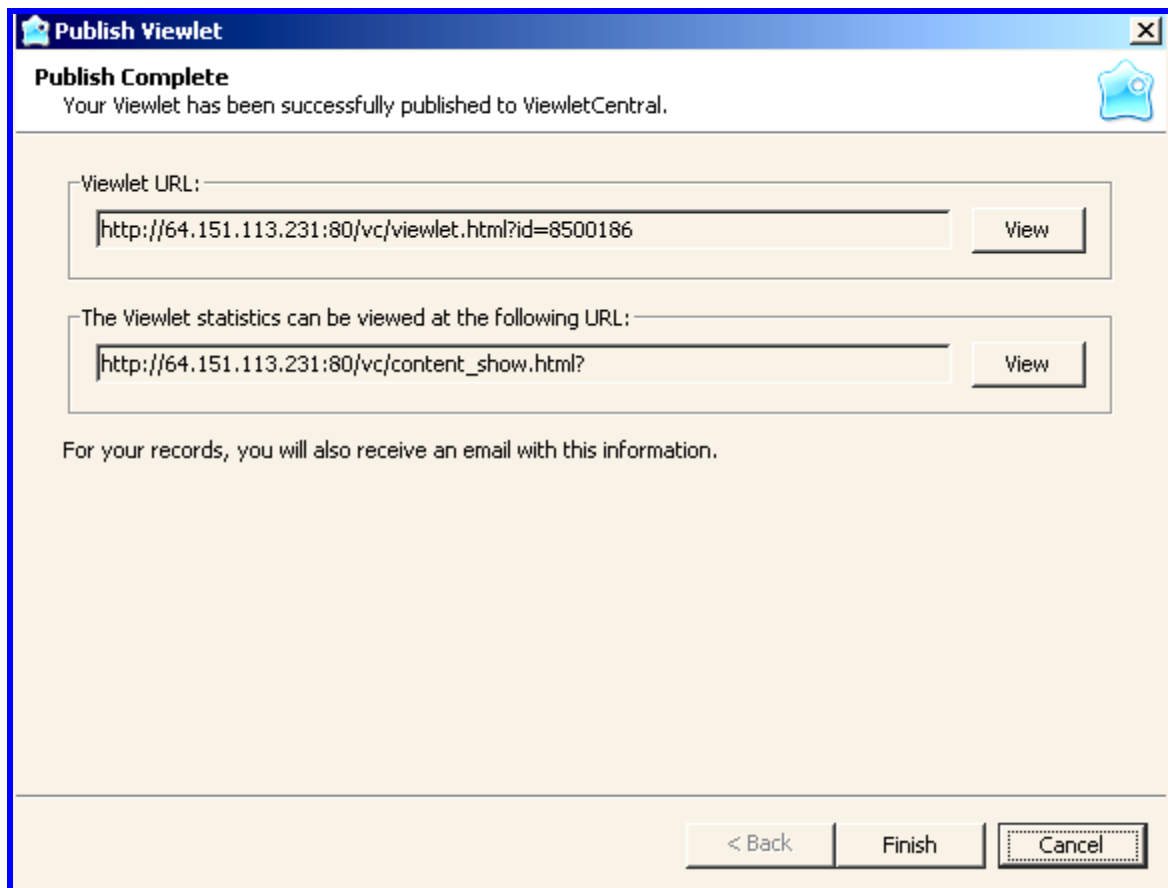 Publish Viewlet
Publish Complete
Your Viewlet has been successfully published to ViewletCentral.
Viewlet URL:
http://64.151.113.231:80/vc/viewlet.html?id=8500186
View
The Viewlet statistics can be viewed at the following URL:
http://64.151.113.231:80/vc/content_show.html?
View
For your records, you will also receive an email with this information.
< Back
Finish
Cancel